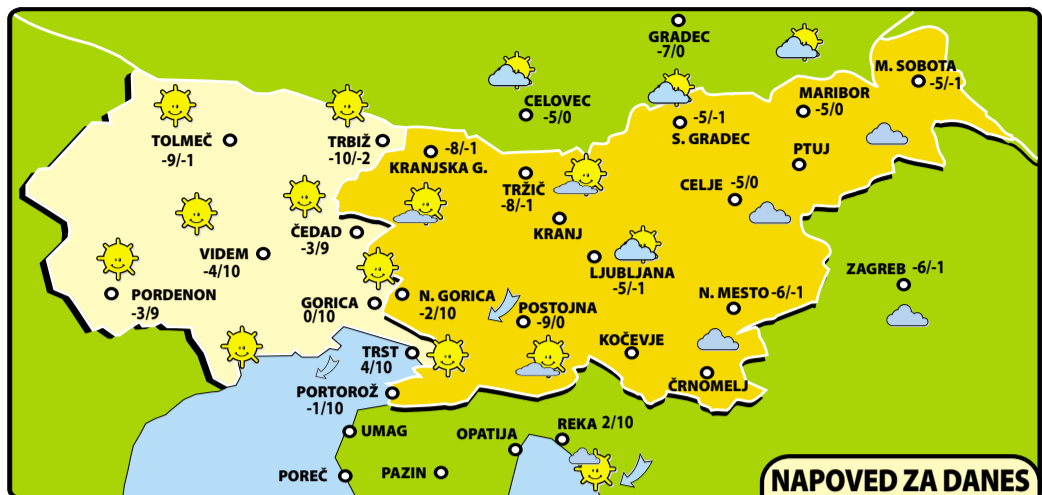 GRADEC
-7/0
M. SOBOTA
-5/-1
CELOVEC
-5/0
MARIBOR
-5/0
-5/-1
S. GRADEC
TOLMEČ
-9/-1
TRBIŽ
-10/-2
-8/-1
KRANJSKA G.
PTUJ
TRŽIČ
-8/-1
CELJE -5/0
KRANJ
ČEDAD
-3/9
VIDEM
-4/10
LJUBLJANA
-5/-1
ZAGREB -6/-1
PORDENON
-3/9
GORICA
0/10
N. GORICA
-2/10
POSTOJNA
-9/0
N. MESTO -6/-1
KOČEVJE
TRST
4/10
ČRNOMELJ
PORTOROŽ
-1/10
UMAG
OPATIJA
REKA 2/10
POREČ
PAZIN
NAPOVED ZA DANES